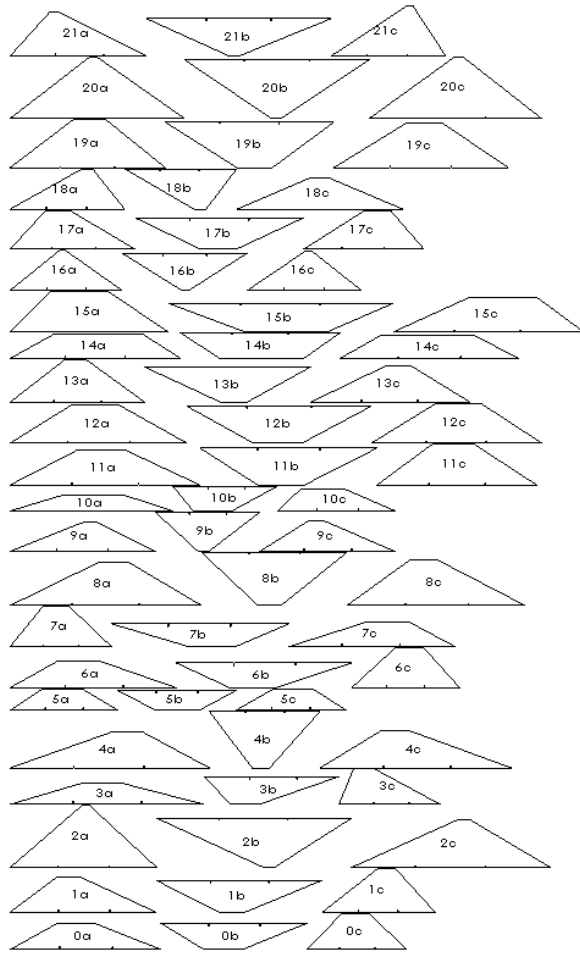 21a 21b 21c
20a 20b 20c
19a 19b 19c
18a 18b 18c
17a 17b 17c
16a 16b 16c
15a 15b 15c
14a 14b 14c
13a 13b 13c
12a 12b 12c
11a 11b 11c
10a 10b 10c
9a 9b 9c
8a 8b 8c
7a 7b 7c
6a 6b 6c
5a 5b 5c
4a 4b 4c
3a 3b 3c
2a 2b 2c
1a 1b 1c
0a 0b 0c